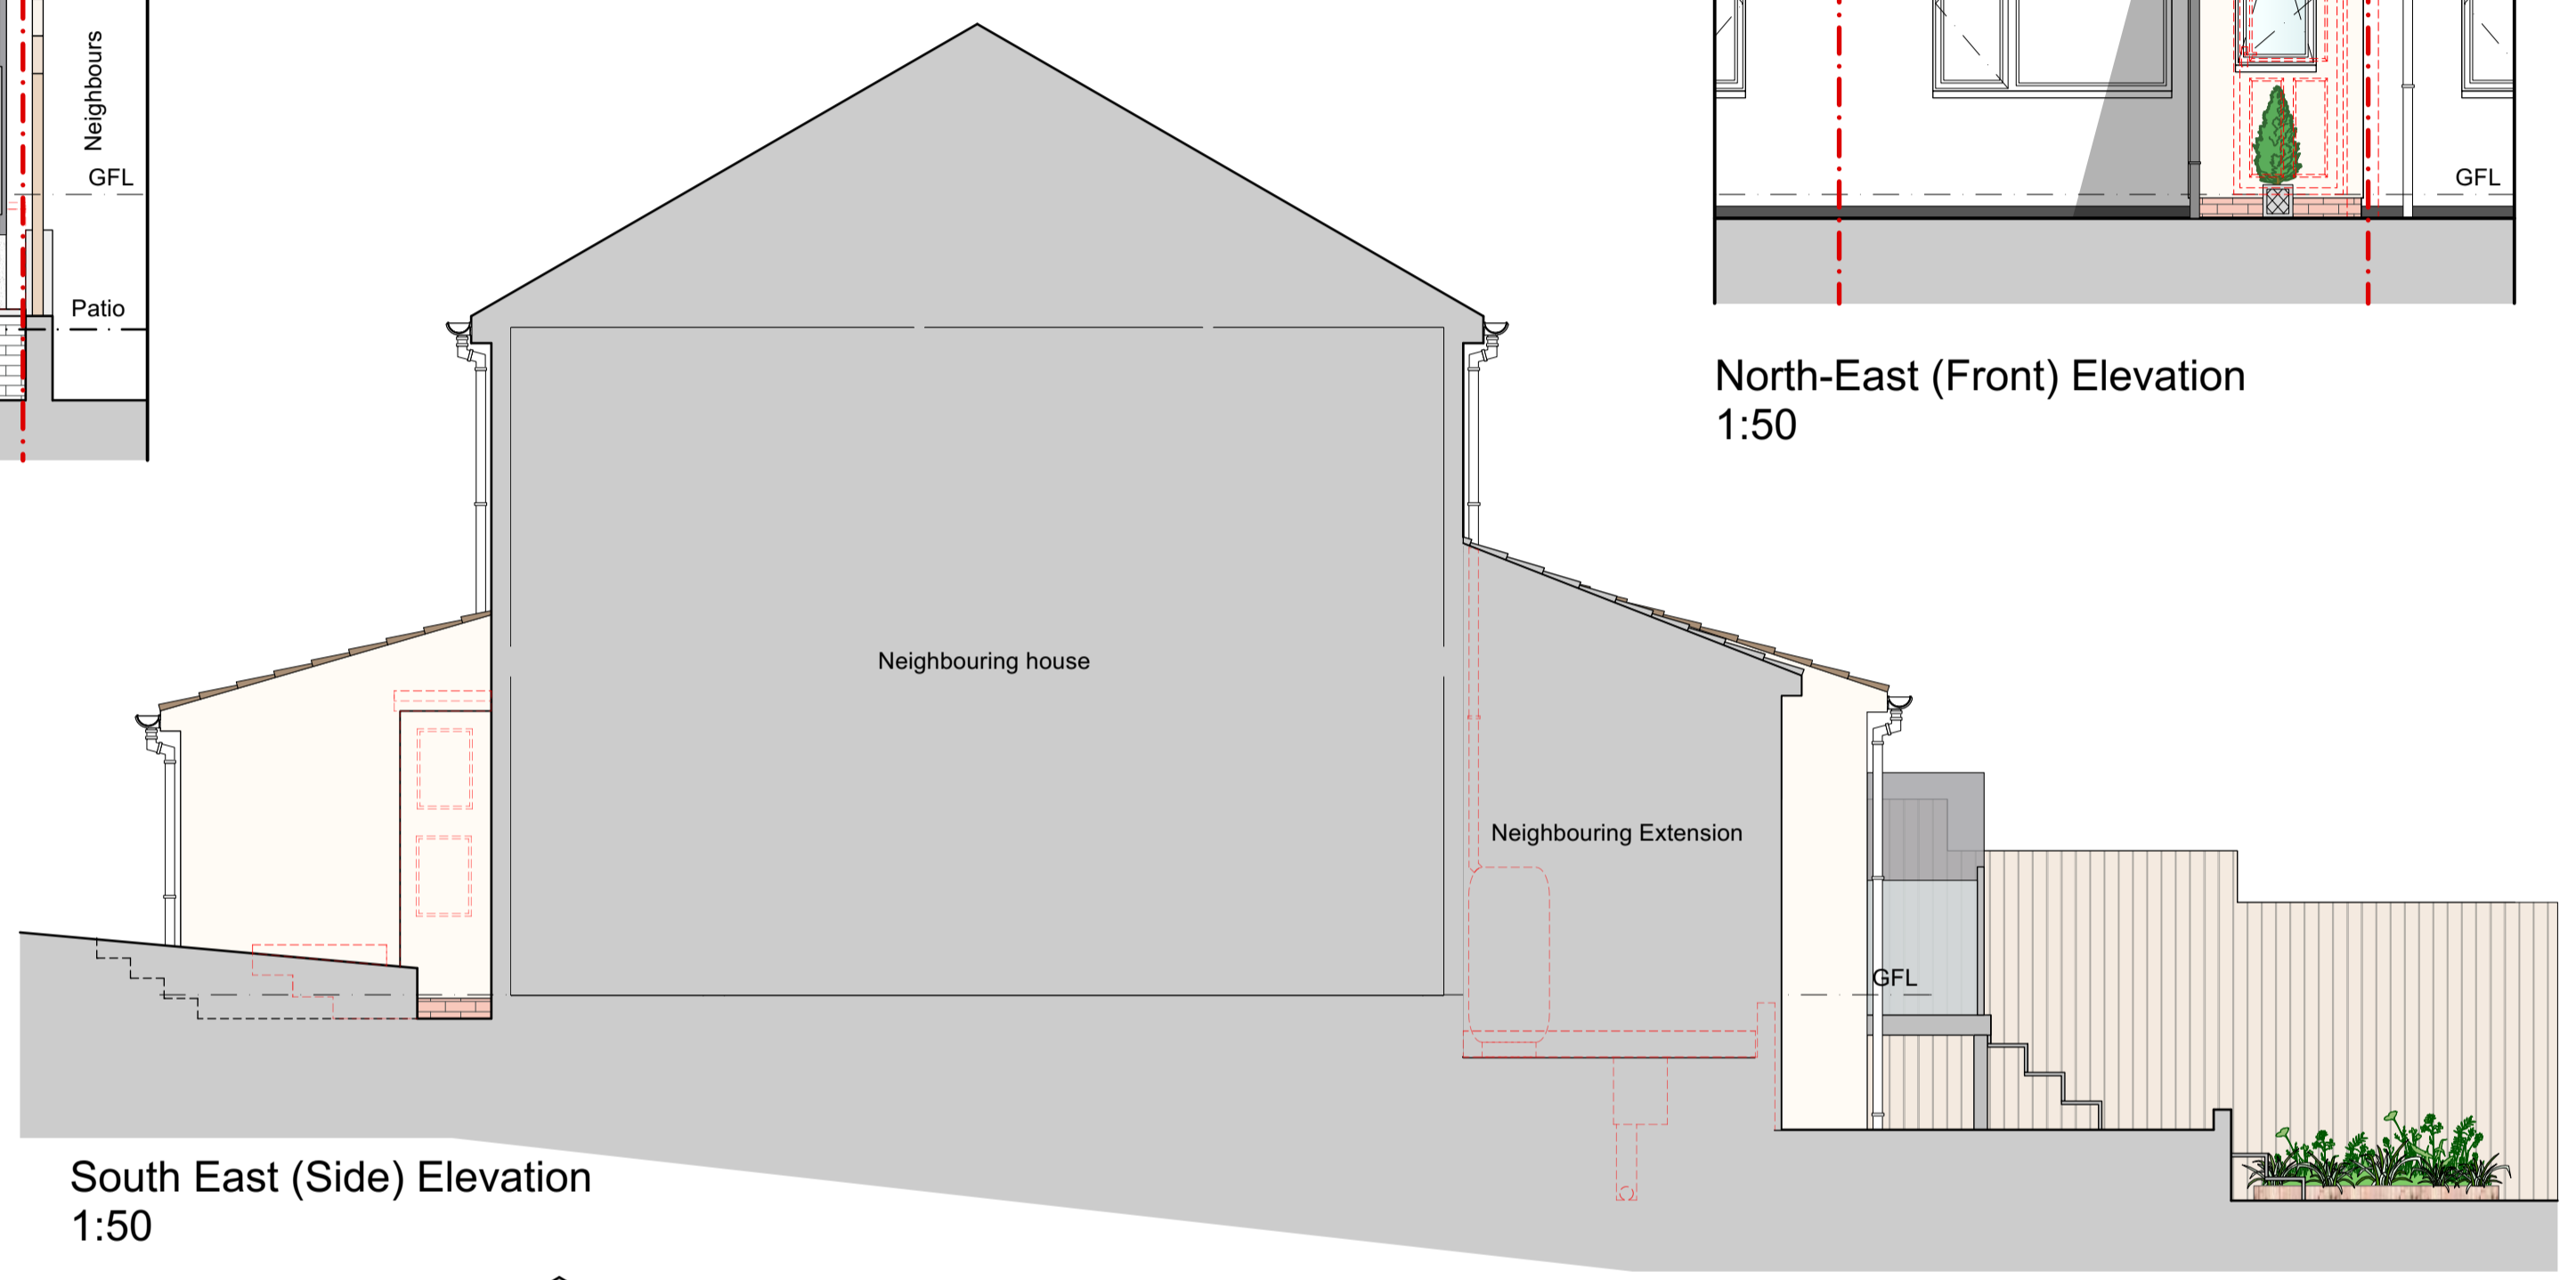 Neighbours
GFL
Patio
GFL
North-East (Front) Elevation
1:50
Neighbouring house
Neighbouring Extension
GFL
South East (Side) Elevation
1:50